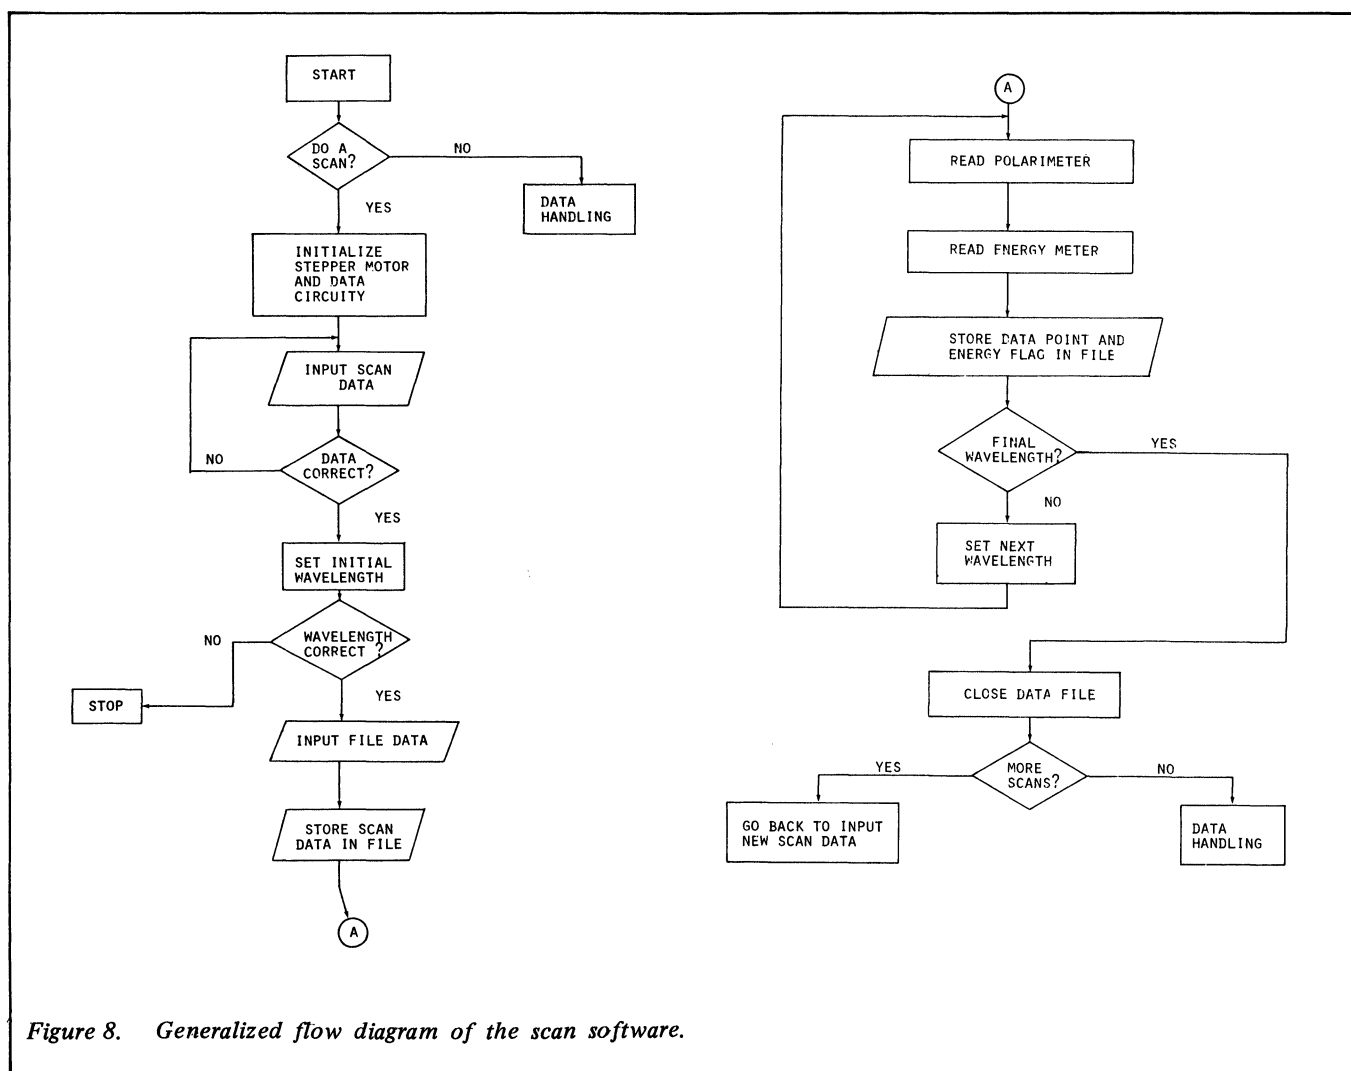 START
DO A
SCAN?
NO
DATA
HANDLING
YES
INITIALIZE
STEPPER MOTOR
AND DATA
CIRCUITY
INPUT SCAN
DATA
NO
DATA
CORRECT?
YES
SET INITIAL
WAVELENGTH
NO
WAVELENGTH
CORRECT ?
STOP
YES
INPUT FILE DATA
STORE SCAN
DATA IN FILE
A
A
READ POLARIMETER
READ ENERGY METER
STORE DATA POINT AND
ENERGY FLAG IN FILE
FINAL
WAVELENGTH?
YES
NO
SET NEXT
WAVELENGTH
CLOSE DATA FILE
YES
MORE
SCANS?
NO
GO BACK TO INPUT
NEW SCAN DATA
DATA
HANDLING
Figure 8. Generalized flow diagram of the scan software.